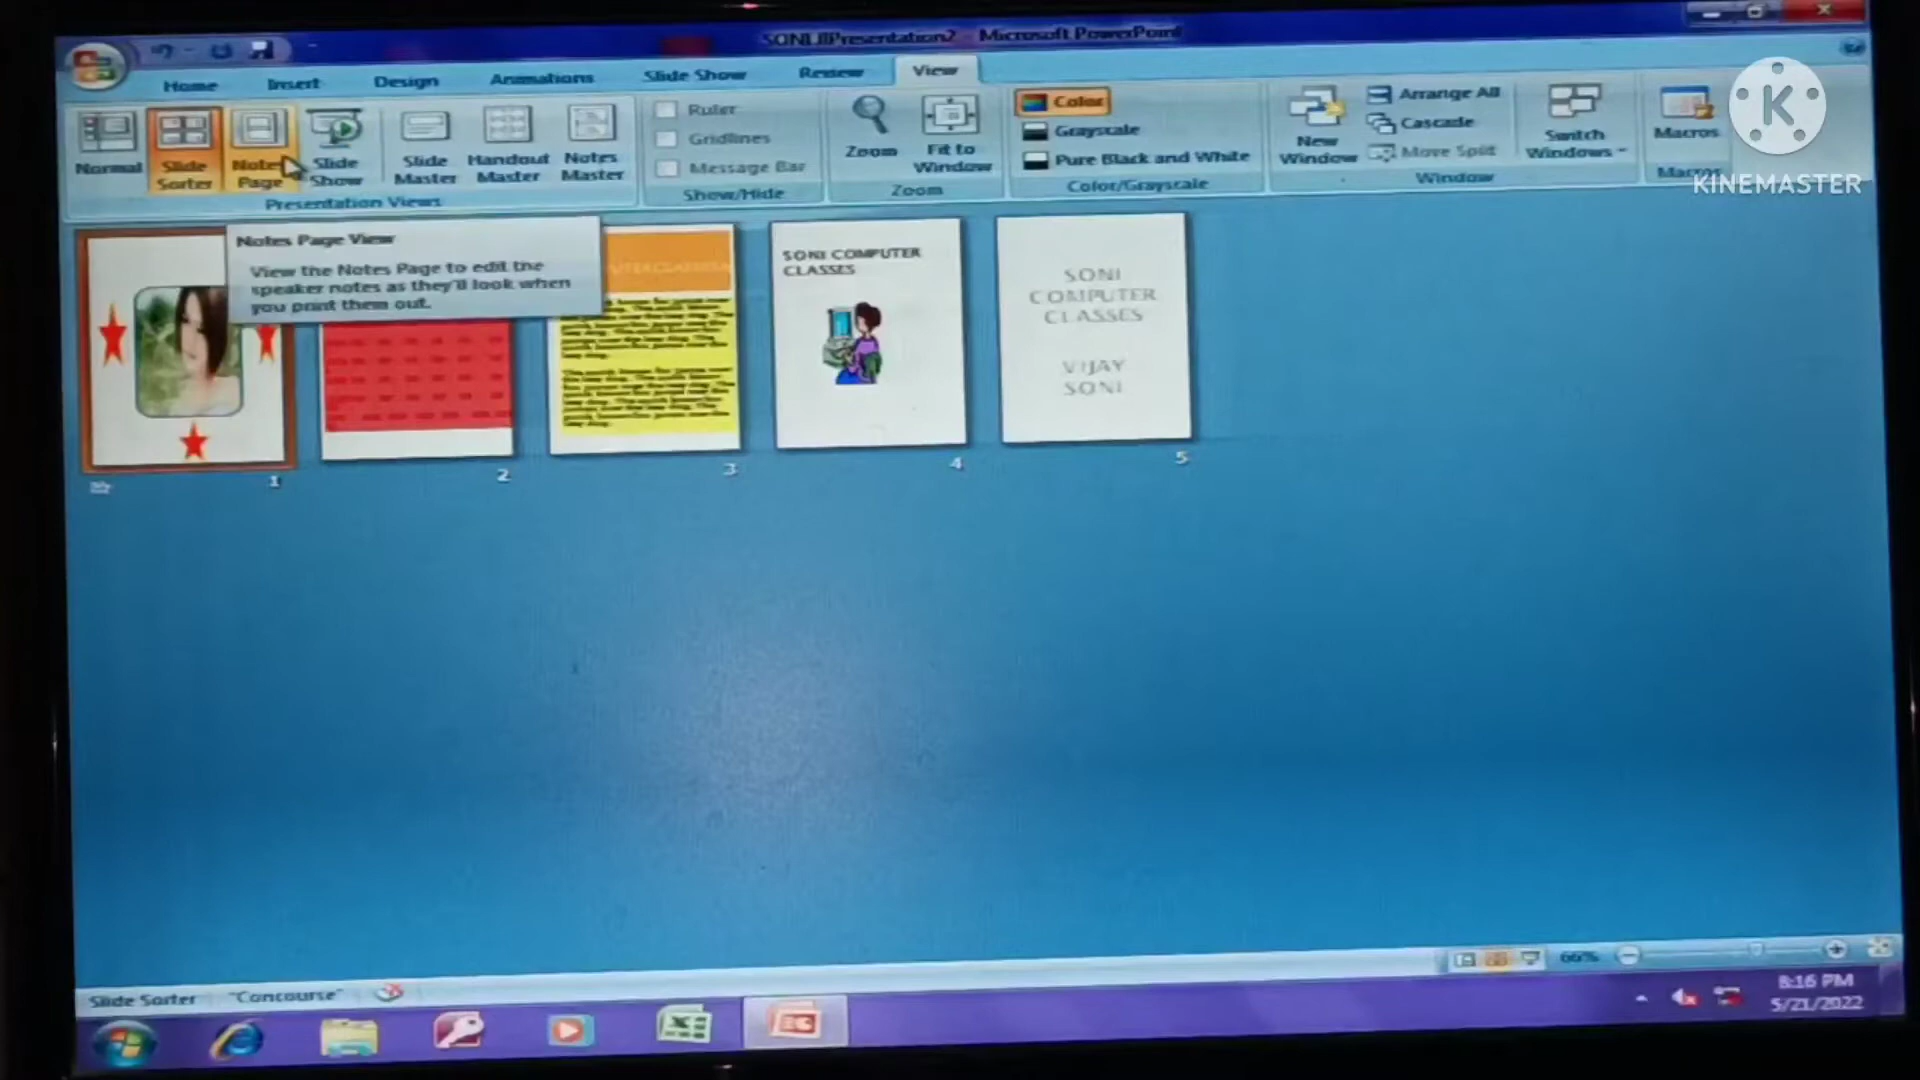 Microsoft PowerPoint
Home Insert Design Animations Slide Show Review View
Normal
Slide Sorter
Notes Page
Slide Show
Slide Master
Handout Master
Notes Master
Presentation Views
Ruler
Gridlines
Message Bar
Show/Hide
Zoom
Fit to Window
Zoom
Color
Grayscale
Pure Black and White
Color/Grayscale
New Window
Arrange All
Cascade
Move Split
Switch Windows
Window
Macros
K
KINEMASTER
Notes Page View
View the Notes Page to edit the
speaker notes as they'll look when
you print them out.
SONI COMPUTER
CLASSES
SONI
COMPUTER
CLASSES
VIJAY
SONI
1
2
3
4
5
Slide Sorter "Concourse"
66%
8:16 PM
5/21/2022